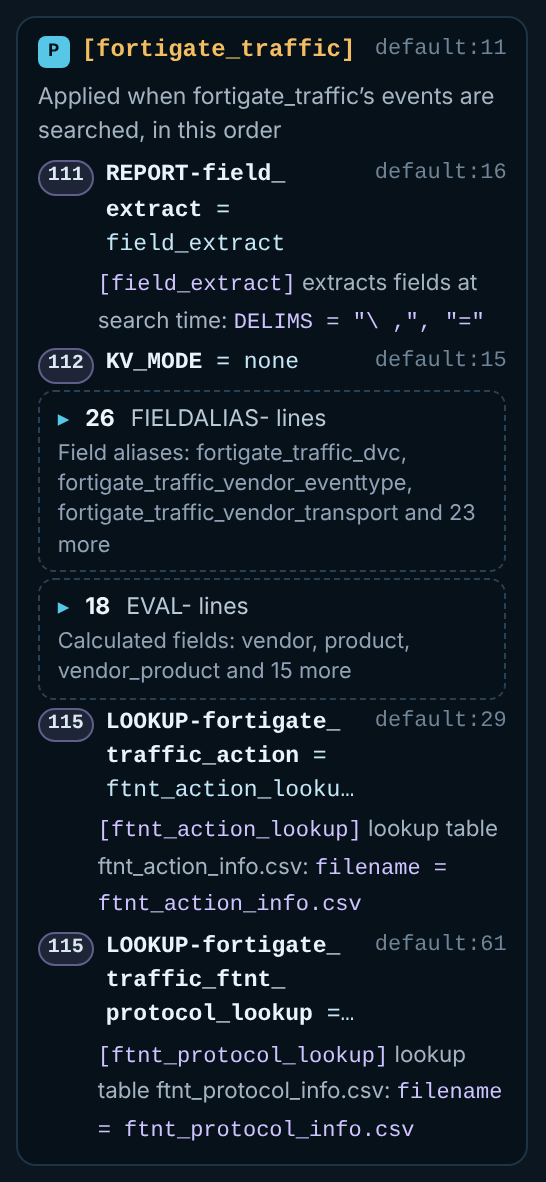 P [fortigate_traffic] default:11
Applied when fortigate_traffic’s events are
searched, in this order
111 REPORT-field_ default:16
extract =
field_extract
[field_extract] extracts fields at
search time: DELIMS = "\ ,", "="
112 KV_MODE = none default:15
▶ 26 FIELDALIAS- lines
Field aliases: fortigate_traffic_dvc,
fortigate_traffic_vendor_eventtype,
fortigate_traffic_vendor_transport and 23
more
▶ 18 EVAL- lines
Calculated fields: vendor, product,
vendor_product and 15 more
115 LOOKUP-fortigate_ default:29
traffic_action =
ftnt_action_looku…
[ftnt_action_lookup] lookup table
ftnt_action_info.csv: filename =
ftnt_action_info.csv
115 LOOKUP-fortigate_ default:61
traffic_ftnt_
protocol_lookup =…
[ftnt_protocol_lookup] lookup
table ftnt_protocol_info.csv: filename
= ftnt_protocol_info.csv